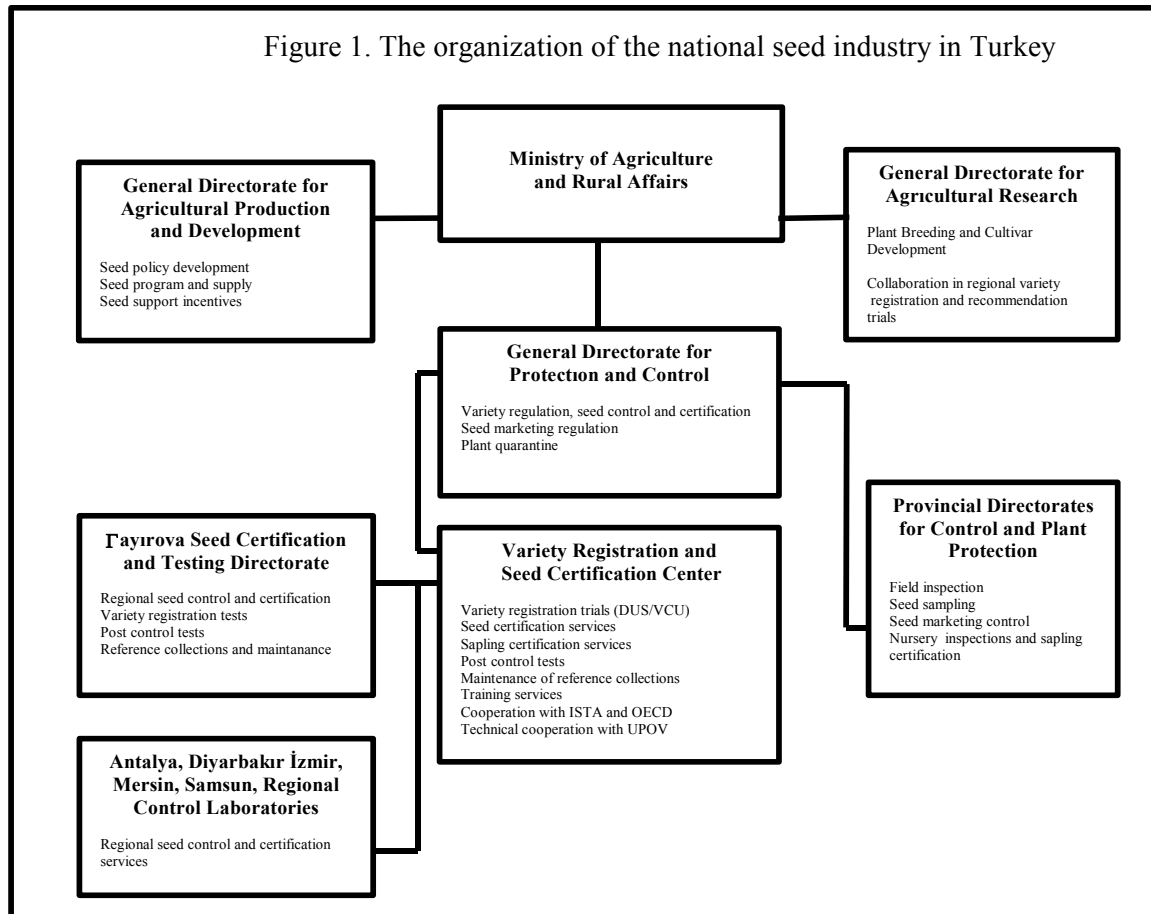 Figure 1. The organization of the national seed industry in Turkey
Ministry of Agriculture
and Rural Affairs
General Directorate for
Agricultural Production
and Development
Seed policy development
Seed program and supply
Seed support incentives
General Dırectorate for
Agrıcultural Research
Plant Breeding and Cultivar
Development
Collaboration in regional variety
registration and recommendation
trials
General Dırectorate for
Protectıon and Control
Variety regulation, seed control and certification
Seed marketing regulation
Plant quarantine
Γayırova Seed Certification
and Testing Directorate
Regional seed control and certification
Variety registration tests
Post control tests
Reference collections and maintanance
Variety Registration and
Seed Certification Center
Variety registration trials (DUS/VCU)
Seed certification services
Sapling certification services
Post control tests
Maintenance of reference collections
Training services
Cooperation with ISTA and OECD
Technical cooperation with UPOV
Provincial Directorates
for Control and Plant
Protection
Field inspection
Seed sampling
Seed marketing control
Nursery inspections and sapling
certification
Antalya, Diyarbakır İzmir,
Mersin, Samsun, Regional
Control Laboratories
Regional seed control and certification
services